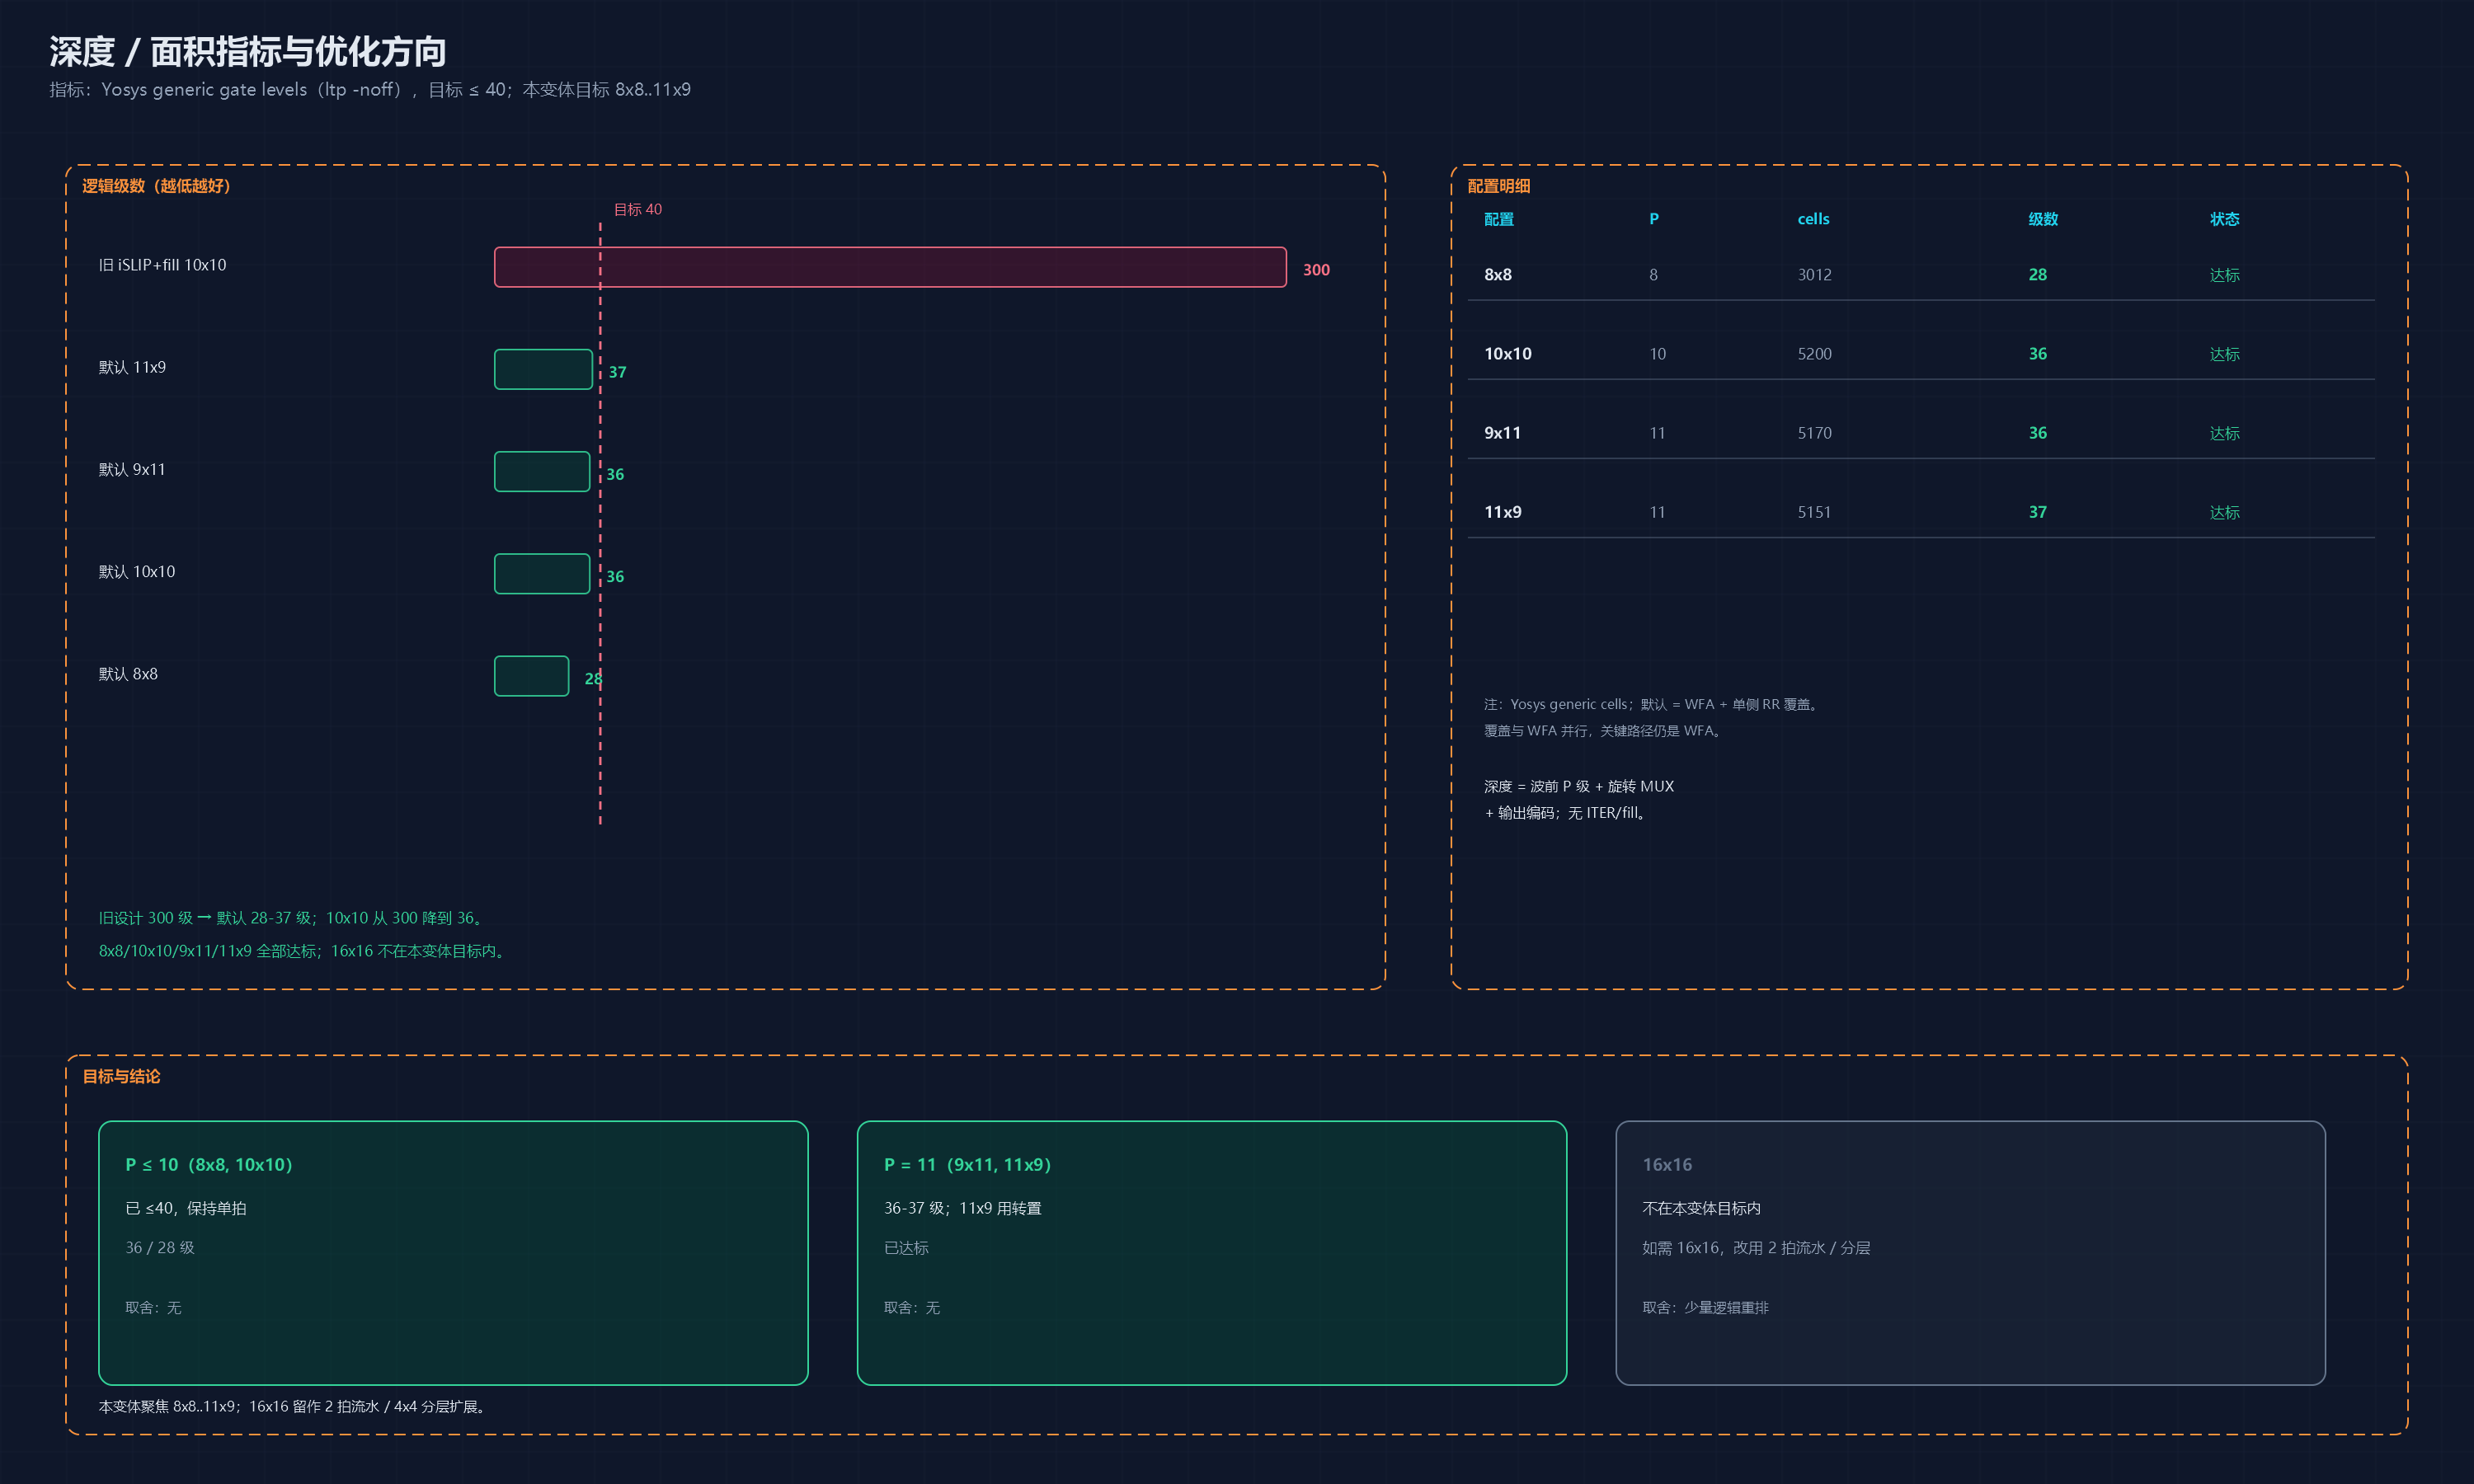 深度 / 面积指标与优化方向
指标：Yosys generic gate levels（ltp -noff），目标 ≤ 40；本变体目标 8x8..11x9
逻辑级数（越低越好）
目标 40
旧 iSLIP+fill 10x10
300
默认 11x9
37
默认 9x11
36
默认 10x10
36
默认 8x8
28
旧设计 300 级 → 默认 28-37 级；10x10 从 300 降到 36。
8x8/10x10/9x11/11x9 全部达标；16x16 不在本变体目标内。
配置明细
配置 P cells 级数 状态
8x8 8 3012 28 达标
10x10 10 5200 36 达标
9x11 11 5170 36 达标
11x9 11 5151 37 达标
注：Yosys generic cells；默认 = WFA + 单侧 RR 覆盖。
覆盖与 WFA 并行，关键路径仍是 WFA。
深度 = 波前 P 级 + 旋转 MUX
+ 输出编码；无 ITER/fill。
目标与结论
P ≤ 10（8x8, 10x10）
已 ≤40，保持单拍
36 / 28 级
取舍：无
P = 11（9x11, 11x9）
36-37 级；11x9 用转置
已达标
取舍：无
16x16
不在本变体目标内
如需 16x16，改用 2 拍流水 / 分层
取舍：少量逻辑重排
本变体聚焦 8x8..11x9；16x16 留作 2 拍流水 / 4x4 分层扩展。